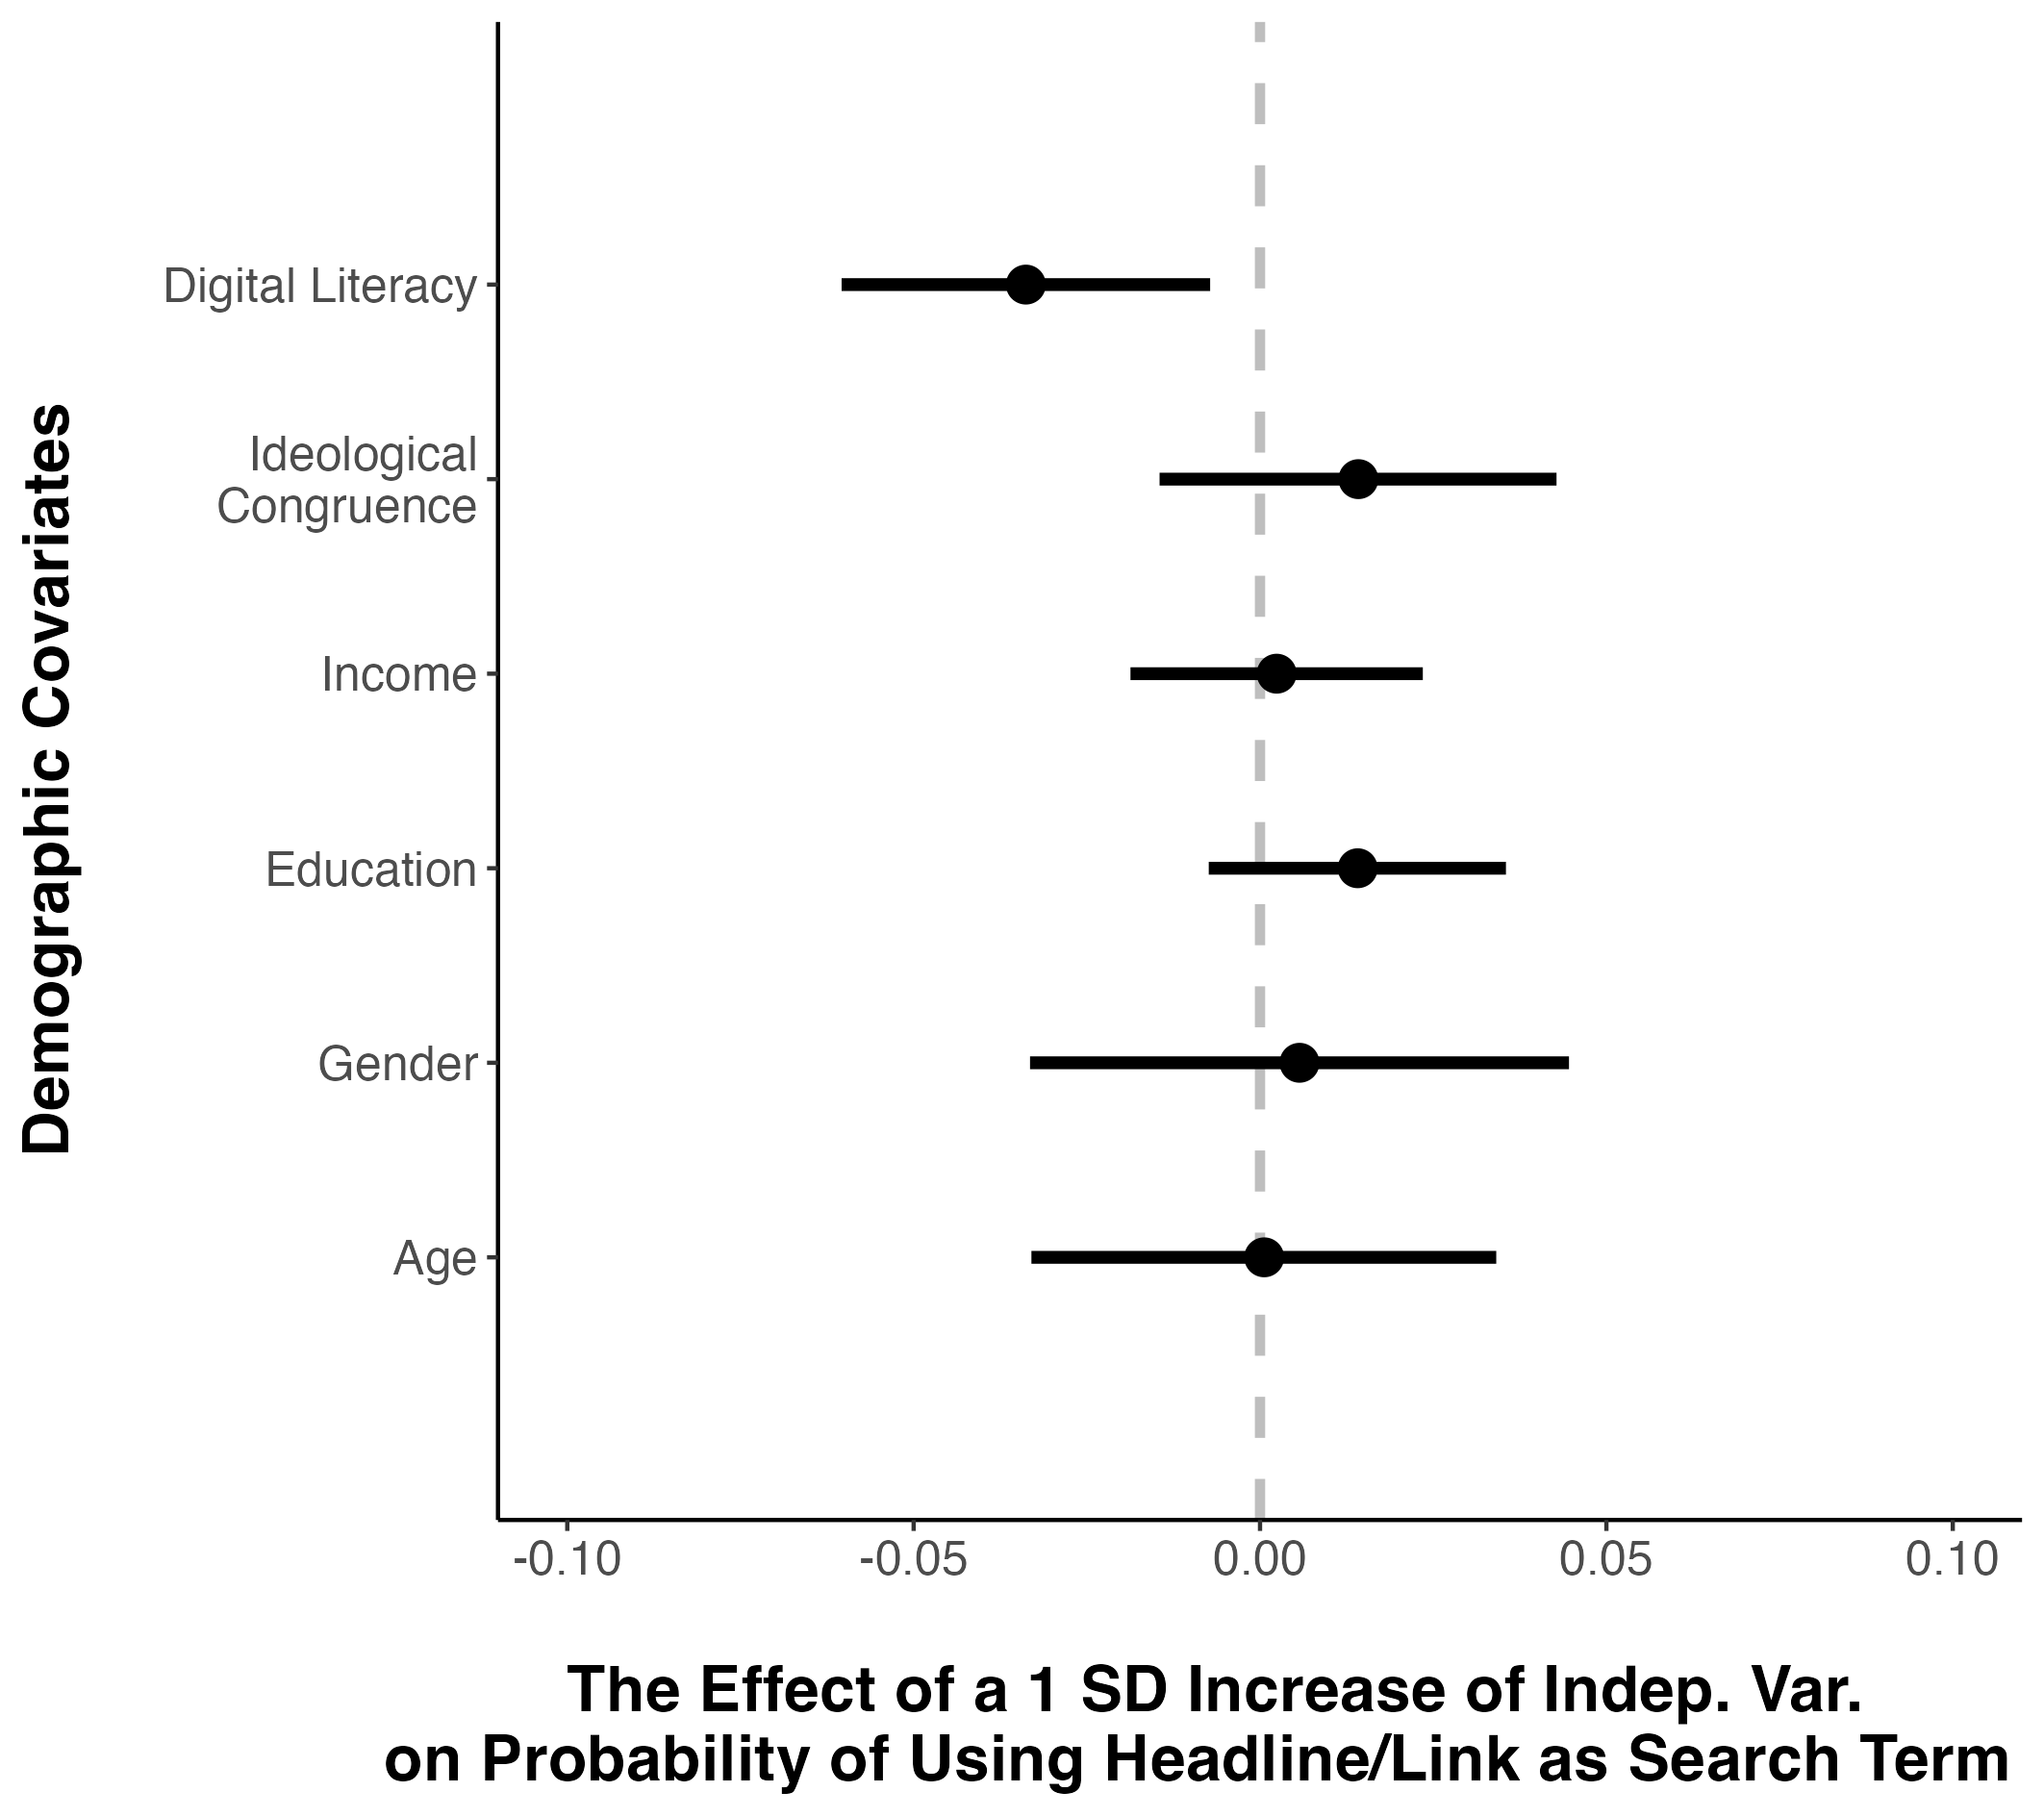 Demographic Covariates
Digital Literacy
Ideological
Congruence
Income
Education
Gender
Age
-0.10
-0.05
0.00
0.05
0.10
The Effect of a 1 SD Increase of Indep. Var.
on Probability of Using Headline/Link as Search Term